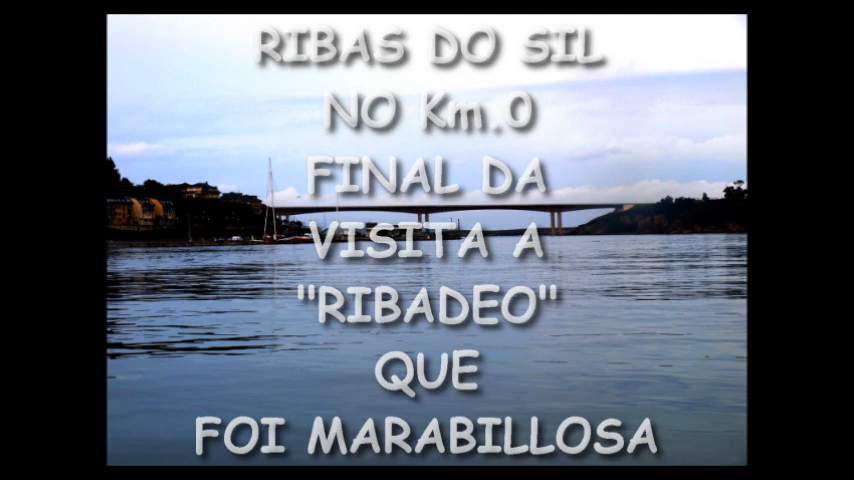 RIBAS DO SIL
NO Km.0
FINAL DA
VISITA A
"RIBADEO"
QUE
FOI MARABILLOSA